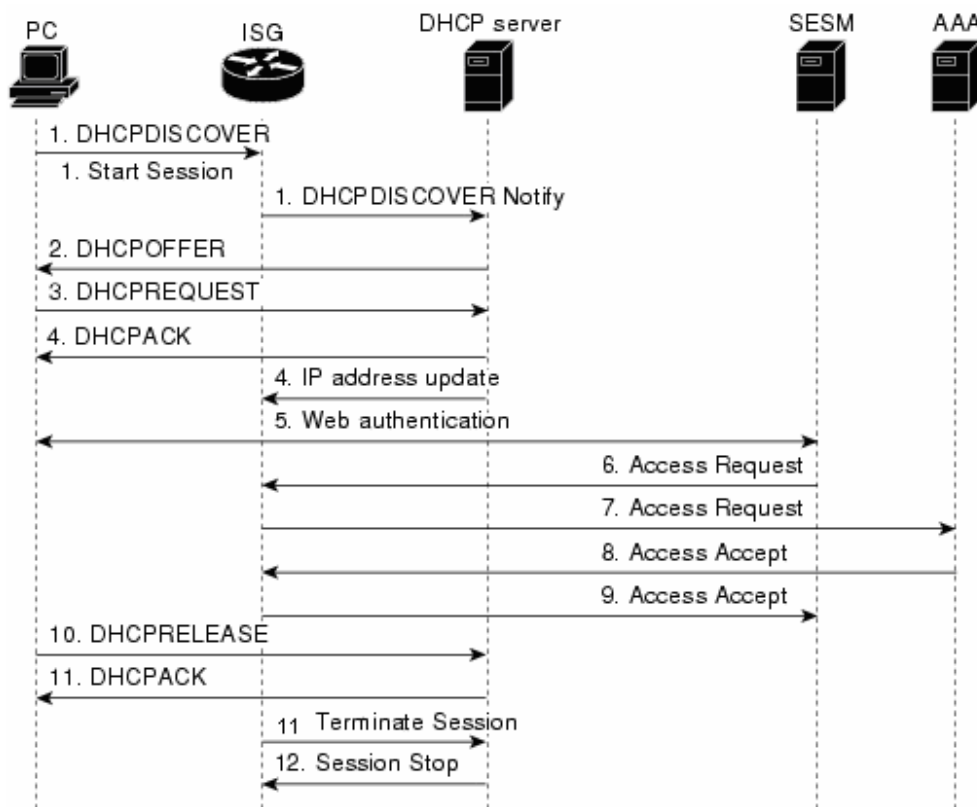 PC
ISG
DHCP server
SESM
AAA
1. DHCPDISCOVER
1. Start Session
1. DHCPDISCOVER Notify
2. DHCPOFFER
3. DHCPREQUEST
4. DHCPACK
4. IP address update
5. Web authentication
6. Access Request
7. Access Request
8. Access Accept
9. Access Accept
10. DHCPRELEASE
11. DHCPACK
11 Terminate Session
12. Session Stop